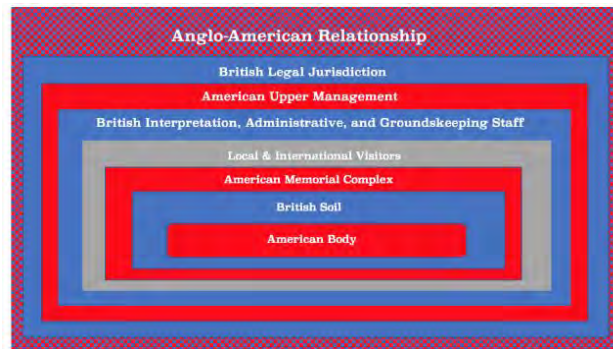 Anglo-American Relationship
British Legal Jurisdiction
American Upper Management
British Interpretation, Administrative, and Groundskeeping Staff
Local & International Visitors
American Memorial Complex
British Soil
American Body